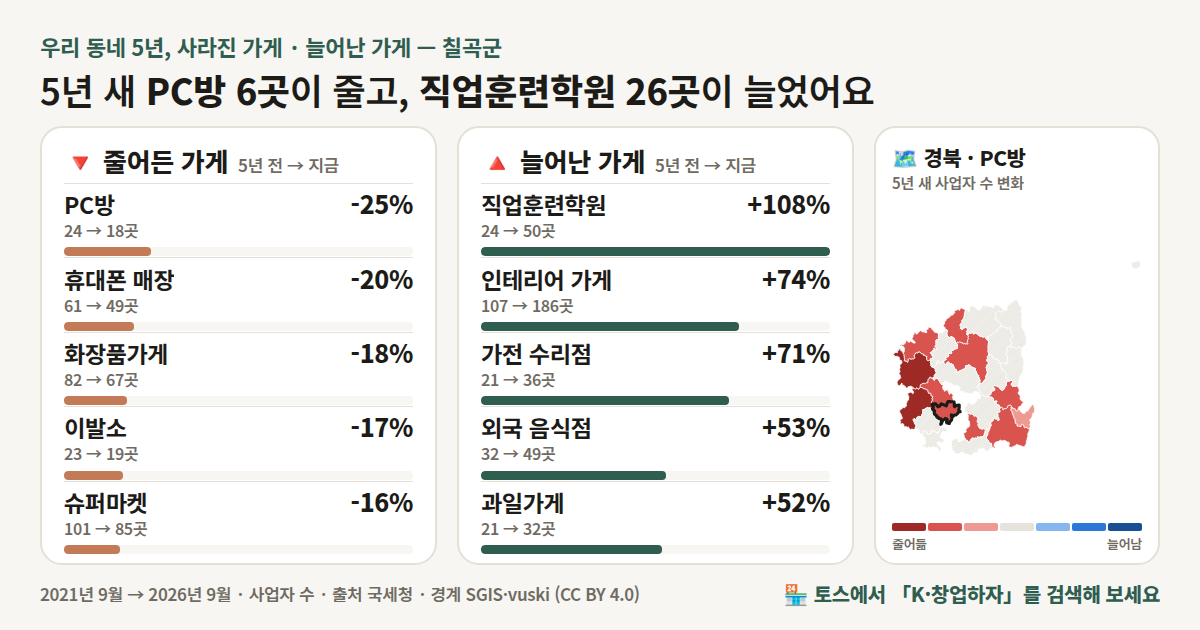 우리 동네 5년, 사라진 가게 · 늘어난 가게 — 칠곡군
5년 새 PC방 6곳이 줄고, 직업훈련학원 26곳이 늘었어요
🔻 줄어든 가게 5년 전 → 지금
PC방 -25%
24 → 18곳
휴대폰 매장 -20%
61 → 49곳
화장품가게 -18%
82 → 67곳
이발소 -17%
23 → 19곳
슈퍼마켓 -16%
101 → 85곳
🔺 늘어난 가게 5년 전 → 지금
직업훈련학원 +108%
24 → 50곳
인테리어 가게 +74%
107 → 186곳
가전 수리점 +71%
21 → 36곳
외국 음식점 +53%
32 → 49곳
과일가게 +52%
21 → 32곳
🗺️ 경북 · PC방
5년 새 사업자 수 변화
줄어듦 늘어남
2021년 9월 → 2026년 9월 · 사업자 수 · 출처 국세청 · 경계 SGIS·vuski (CC BY 4.0)
🏪 토스에서 「K·창업하자」를 검색해 보세요